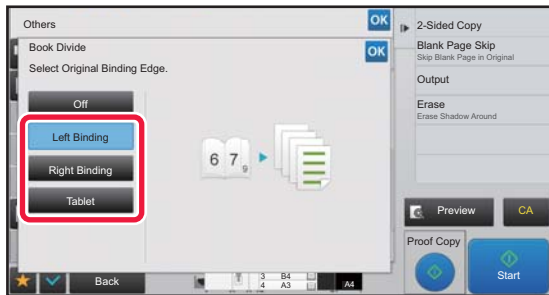 Others
OK
Book Divide
OK
Select Original Binding Edge.
Off
Left Binding
Right Binding
Tablet
6 7 9
Back
3 B4
4 A3
A4
2-Sided Copy
Blank Page Skip
Skip Blank Page in Original
Output
Erase
Erase Shadow Around
Preview
CA
Proof Copy
Start